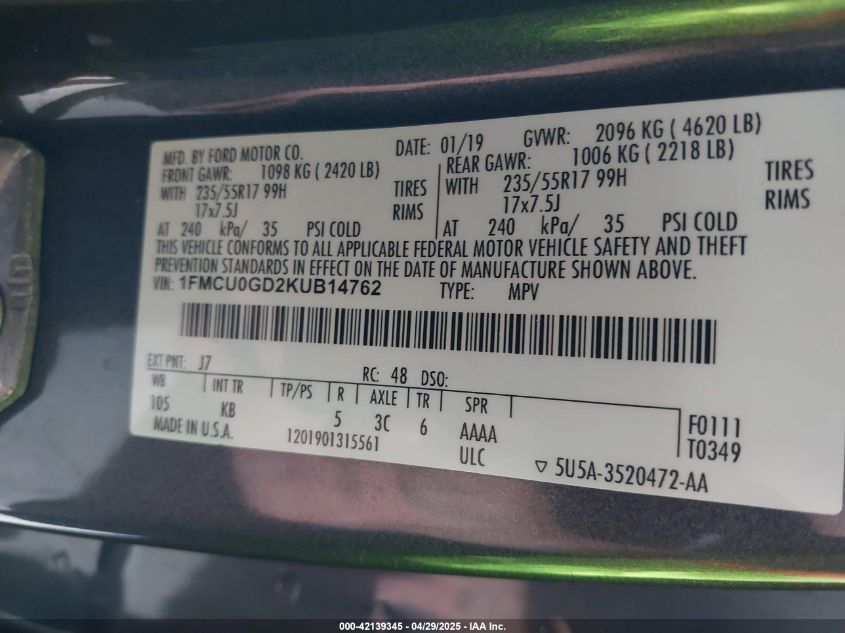 MFD. BY FORD MOTOR CO. DATE: 01/19 GVWR: 2096 KG ( 4620 LB)
FRONT GAWR: 1098 KG ( 2420 LB) REAR GAWR: 1006 KG ( 2218 LB)
WITH 235/55R17 99H TIRES WITH 235/55R17 99H TIRES
17x7.5J RIMS 17x7.5J RIMS
AT 240 kPa/ 35 PSI COLD AT 240 kPa/ 35 PSI COLD
THIS VEHICLE CONFORMS TO ALL APPLICABLE FEDERAL MOTOR VEHICLE SAFETY AND THEFT
PREVENTION STANDARDS IN EFFECT ON THE DATE OF MANUFACTURE SHOWN ABOVE.
VIN: 1FMCU0GD2KUB14762 TYPE: MPV
EXT PNT: J7 RC: 48 DSO:
WB INT TR TP/PS R AXLE TR SPR
105 KB 5 3C 6 AAAA F0111
MADE IN U.S.A. 1201901315561 ULC T0349
▽ 5U5A-3520472-AA
000-42139345 - 04/29/2025 - IAA Inc.